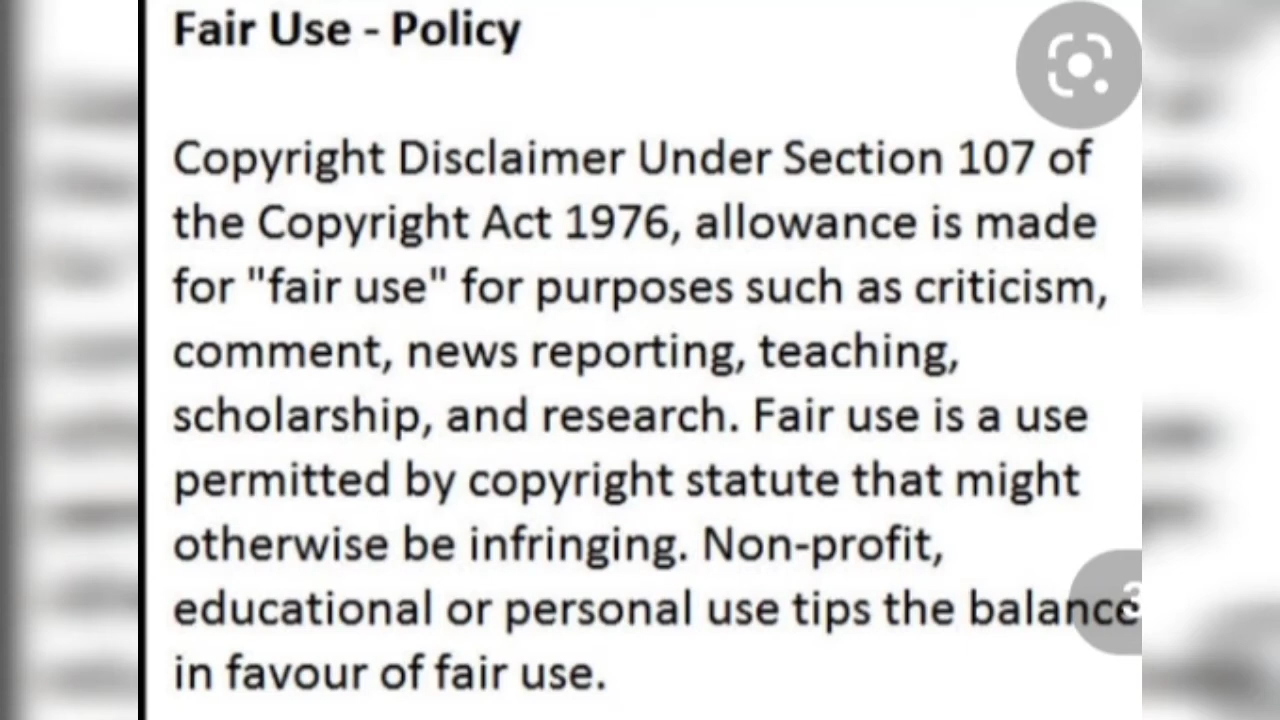 Fair Use - Policy
Copyright Disclaimer Under Section 107 of
the Copyright Act 1976, allowance is made
for "fair use" for purposes such as criticism,
comment, news reporting, teaching,
scholarship, and research. Fair use is a use
permitted by copyright statute that might
otherwise be infringing. Non-profit,
educational or personal use tips the balance
in favour of fair use.